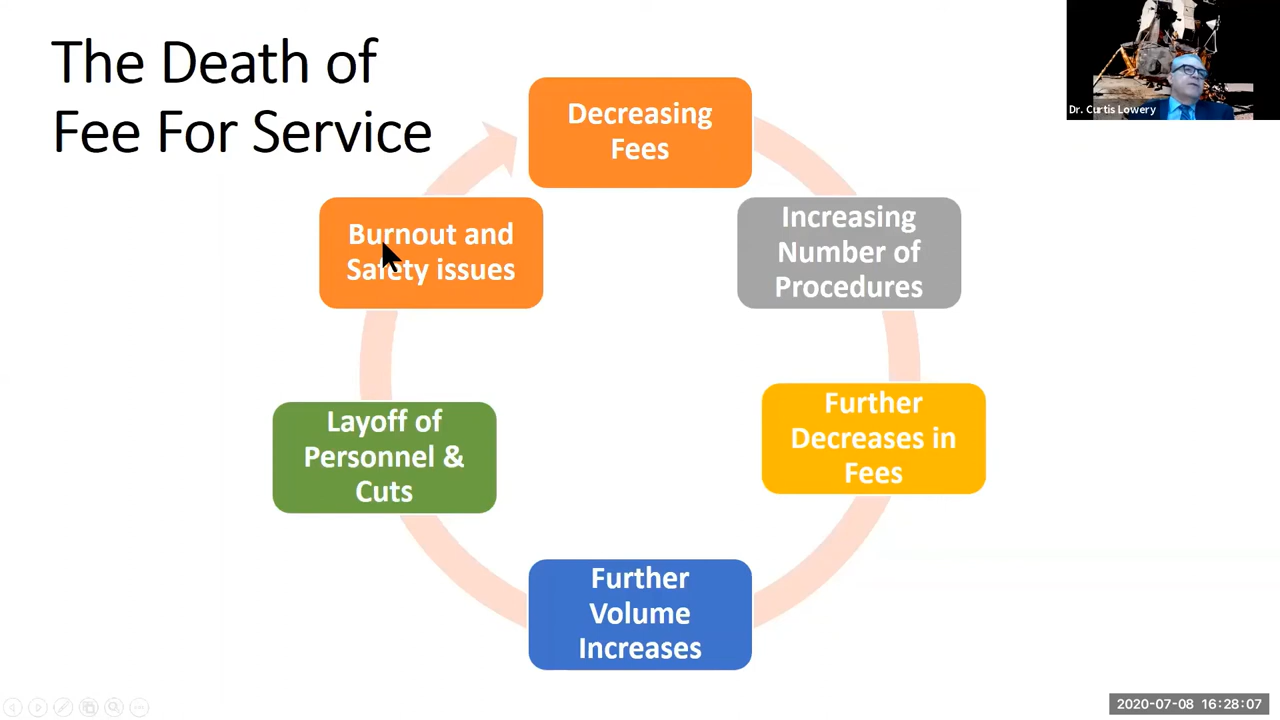 The Death of
Fee For Service
Decreasing
Fees
Increasing
Number of
Procedures
Further
Decreases in
Fees
Further
Volume
Increases
Layoff of
Personnel &
Cuts
Burnout and
Safety issues
Dr. Curtis Lowery
2020-07-08 16:28:07